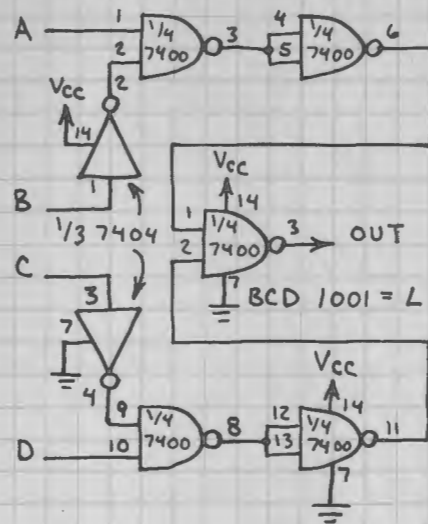 A 1 1/4 3 4 1/4 6
2 7400 5 7400
2
Vcc
14
1
B
Vcc
14
1/3 7404
1 1/4 3 OUT
2 7400
C
3
7
7 BCD 1001 = L
4
Vcc
14
9 1/4 8 12 1/4 11
D 10 7400 13 7400
7